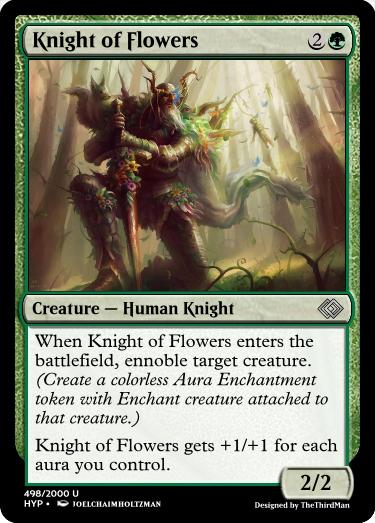 Knight of Flowers 2
Creature — Human Knight
When Knight of Flowers enters the
battlefield, ennoble target creature.
(Create a colorless Aura Enchantment
token with Enchant creature attached to
that creature.)
Knight of Flowers gets +1/+1 for each
aura you control.
2/2
498/2000 U
HYP • JOELCHAIMHOLTZMAN
Designed by TheThirdMan